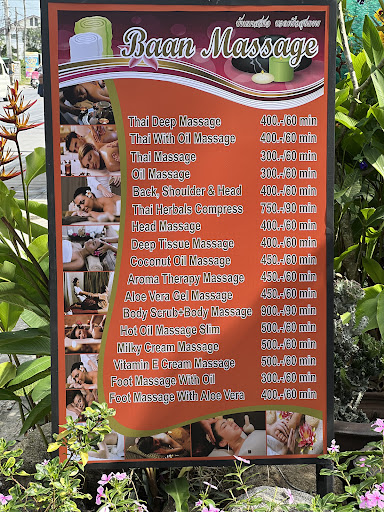 Baan Massage
Thai Deep Massage 400.-/60 min
Thai With Oil Massage 400.-/60 min
Thai Massage 300.-/60 min
Oil Massage 300.-/60 min
Back, Shoulder & Head 400.-/60 min
Thai Herbals Compress 750.-/90 min
Head Massage 400.-/60 min
Deep Tissue Massage 400.-/60 min
Coconut Oil Massage 450.-/60 min
Aroma Therapy Massage 450.-/60 min
Aloe Vera Gel Massage 450.-/60 min
Body Scrub+Body Massage 900.-/90 min
Hot Oil Massage Slim 500.-/60 min
Milky Cream Massage 500.-/60 min
Vitamin E Cream Massage 500.-/60 min
Foot Massage With Oil 300.-/60 min
Foot Massage With Aloe Vera 400.-/60 min